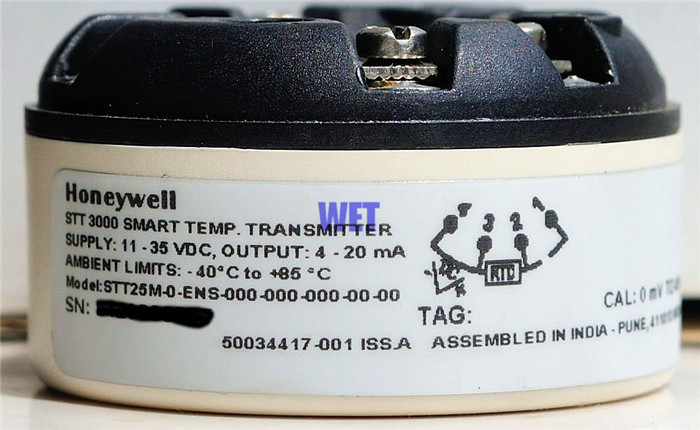 Honeywell
STT 3000 SMART TEMP. TRANSMITTER
SUPPLY: 11 - 35 VDC, OUTPUT: 4 - 20 mA
AMBIENT LIMITS: -40°C to +85 °C
Model:STT25M-0-ENS-000-000-000-00-00
SN:
50034417-001 ISS.A
WET
3 2 1
RTD
TAG:
CAL: 0 mV
ASSEMBLED IN INDIA - PUNE,